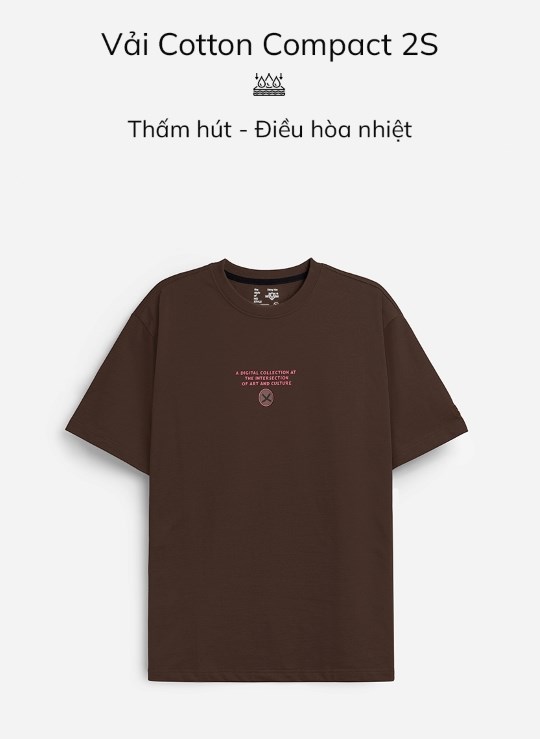 Vải Cotton Compact 2S
Thấm hút - Điều hòa nhiệt
A DIGITAL COLLECTION AT
THE INTERSECTION
OF ART AND CULTURE